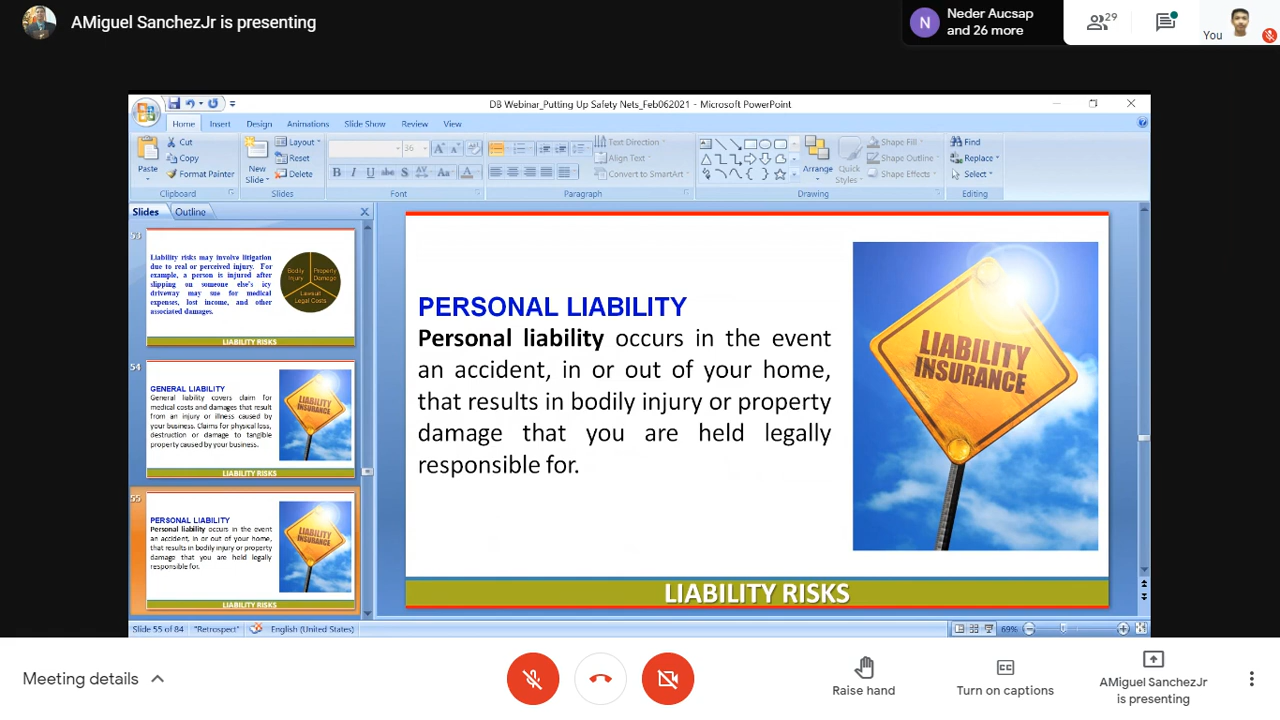 AMiguel SanchezJr is presenting
N
Neder Aucsap
and 26 more
29
You
DB Webinar_Putting Up Safety Nets_Feb062021 - Microsoft PowerPoint
Home Insert Design Animations Slide Show Review View
Paste
Cut
Copy
Format Painter
Clipboard
New
Slide
Layout
Reset
Delete
Slides
36
B I U abc S AV Aa A
Font
Text Direction
Align Text
Convert to SmartArt
Paragraph
Arrange
Quick
Styles
Shape Fill
Shape Outline
Shape Effects
Drawing
Find
Replace
Select
Editing
Slides Outline
53
Liability risks may involve litigation
due to real or perceived injury. For
example, a person is injured after
slipping on someone else's icy
driveway may sue for medical
expenses, lost income, and other
associated damages.
Bodily
Injury
Property
Damage
Lawsuit
Legal Costs
LIABILITY RISKS
54
GENERAL LIABILITY
General liability covers claim for
medical costs and damages that result
from an injury or illness caused by
your business. Claims for physical loss,
destruction or damage to tangible
property caused by your business.
LIABILITY
INSURANCE
LIABILITY RISKS
55
PERSONAL LIABILITY
Personal liability occurs in the event
an accident, in or out of your home,
that results in bodily injury or property
damage that you are held legally
responsible for.
LIABILITY
INSURANCE
LIABILITY RISKS
PERSONAL LIABILITY
Personal liability occurs in the event
an accident, in or out of your home,
that results in bodily injury or property
damage that you are held legally
responsible for.
LIABILITY
INSURANCE
LIABILITY RISKS
Slide 55 of 84 "Retrospect" English (United States) 69%
Meeting details
Raise hand
CC
Turn on captions
AMiguel SanchezJr
is presenting